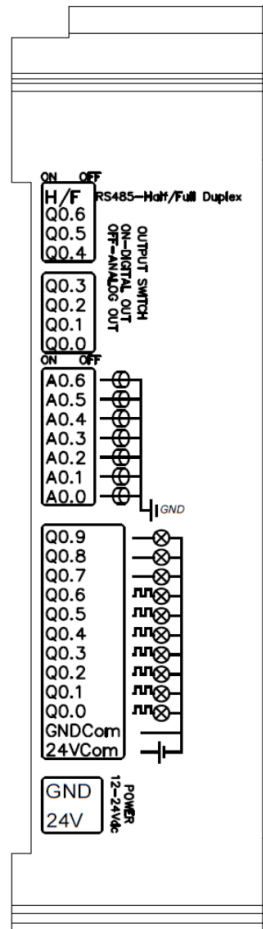 ON OFF
H/F RS485-Half/Full Duplex
Q0.6
Q0.5
Q0.4
OUTPUT SWITCH
ON-DIGITAL OUT
OFF-ANALOG OUT
Q0.3
Q0.2
Q0.1
Q0.0
ON OFF
A0.6
A0.5
A0.4
A0.3
A0.2
A0.1
A0.0
GND
Q0.9
Q0.8
Q0.7
Q0.6
Q0.5
Q0.4
Q0.3
Q0.2
Q0.1
Q0.0
GNDCom
24VCom
GND
24V
POWER
12-24Vdc